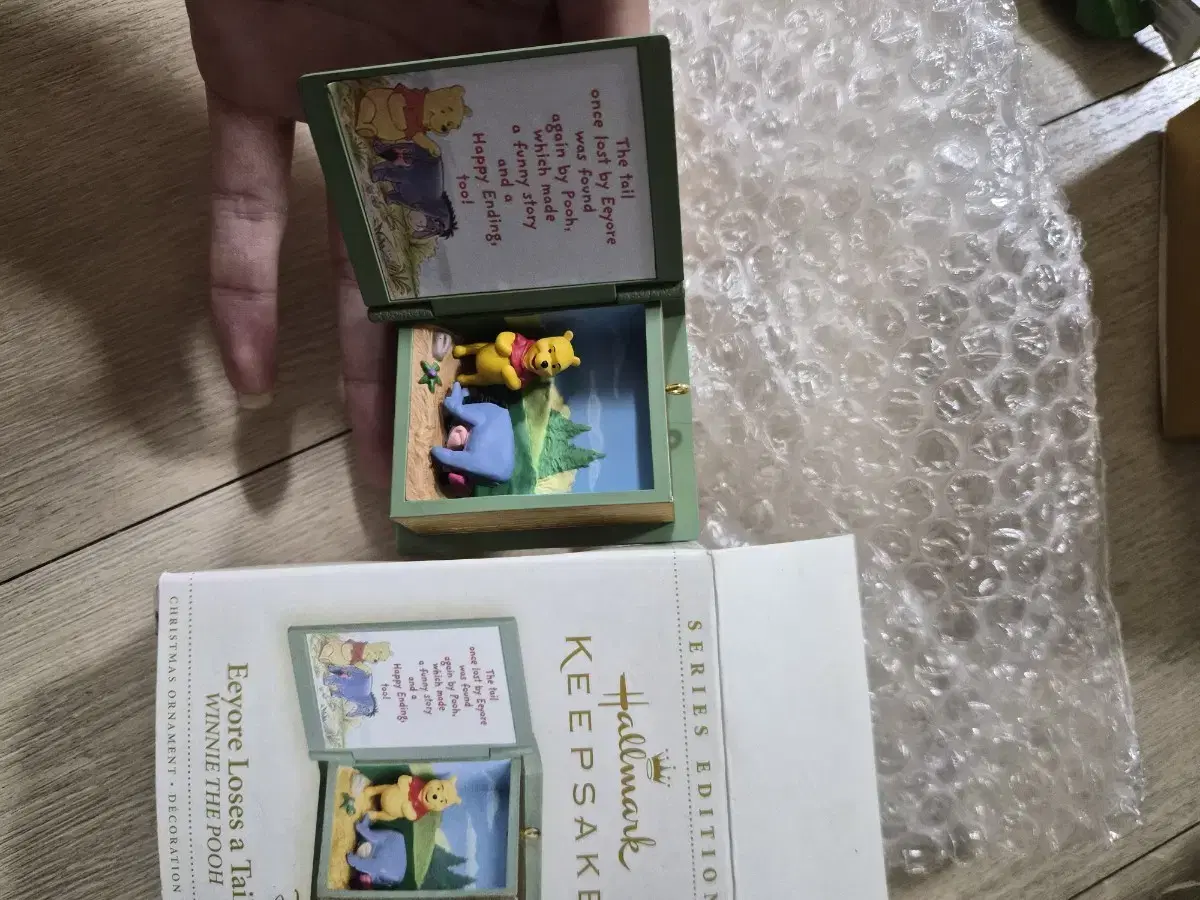 The tail
once lost by Eeyore
was found
again by Pooh,
which made
a funny story
and a
Happy Ending,
too!
SERIES EDITION
Hallmark
KEEPSAKE
The tail
once lost by Eeyore
was found
again by Pooh,
which made
a funny story
and a
Happy Ending,
too!
Eeyore Loses a Tai
WINNIE THE POOH
CHRISTMAS ORNAMENT • DÉCORATION